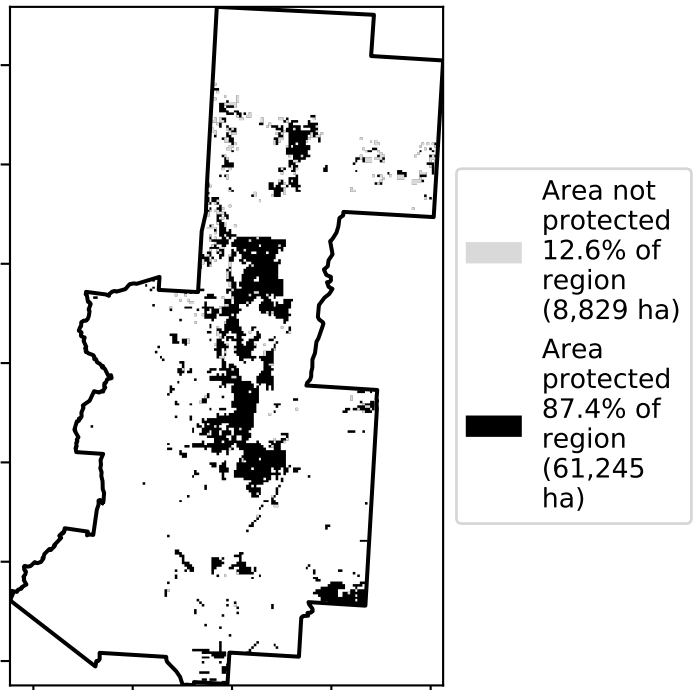 Area not
protected
12.6% of
region
(8,829 ha)
Area
protected
87.4% of
region
(61,245
ha)